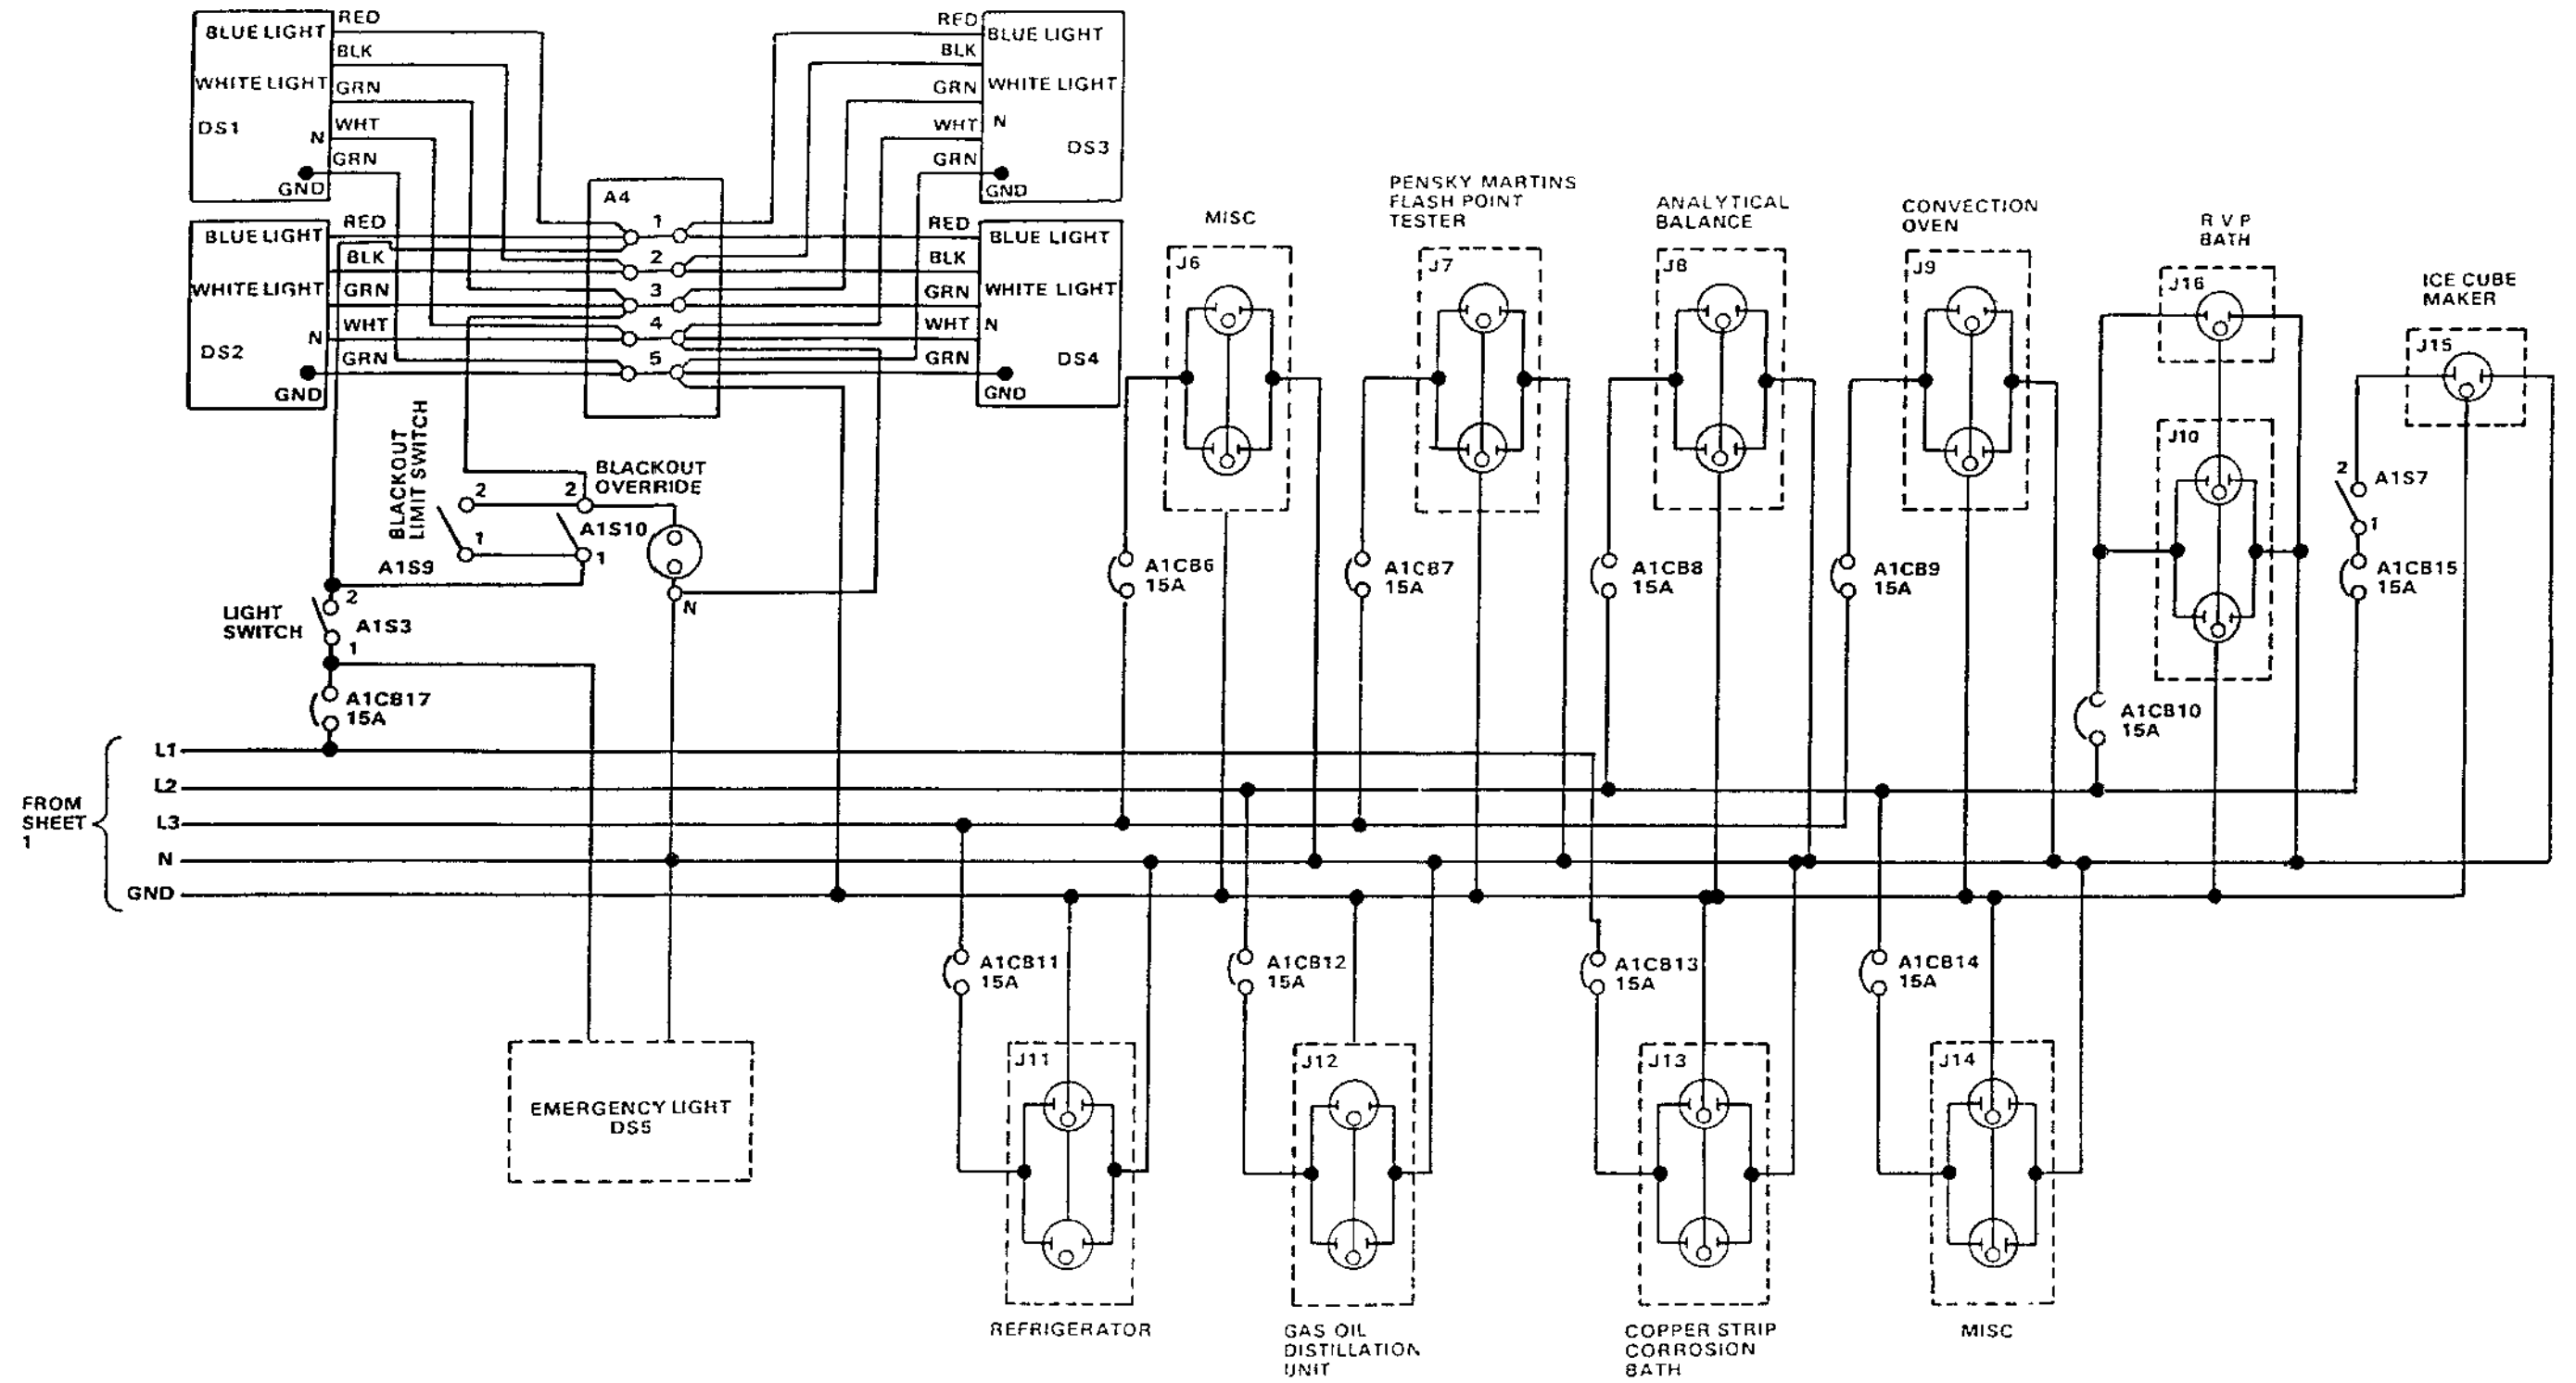 RED
BLUE LIGHT
BLK
WHITE LIGHT
GRN
DS1
WHT
N
GRN
GND
RED
BLUE LIGHT
BLK
WHITE LIGHT
GRN
WHT
N
DS2
GRN
GND
A4
1
2
3
4
5
RED
BLUE LIGHT
BLK
GRN
WHITE LIGHT
WHT
N
DS3
GRN
GND
RED
BLUE LIGHT
BLK
GRN
WHITE LIGHT
WHT
N
DS4
GRN
GND
BLACKOUT
LIMIT SWITCH
2
1
A1S9
BLACKOUT
OVERRIDE
2
A1S10
1
N
LIGHT
SWITCH
2
A1S3
1
A1CB17
15A
FROM
SHEET
1
L1
L2
L3
N
GND
EMERGENCY LIGHT
DS5
MISC
J6
A1CB6
15A
PENSKY MARTINS
FLASH POINT
TESTER
J7
A1CB7
15A
ANALYTICAL
BALANCE
J8
A1CB8
15A
CONVECTION
OVEN
J9
A1CB9
15A
R V P
BATH
J16
J10
A1CB10
15A
ICE CUBE
MAKER
J15
2
A1S7
1
A1CB15
15A
A1CB11
15A
J11
REFRIGERATOR
A1CB12
15A
J12
GAS OIL
DISTILLATION
UNIT
A1CB13
15A
J13
COPPER STRIP
CORROSION
BATH
A1CB14
15A
J14
MISC